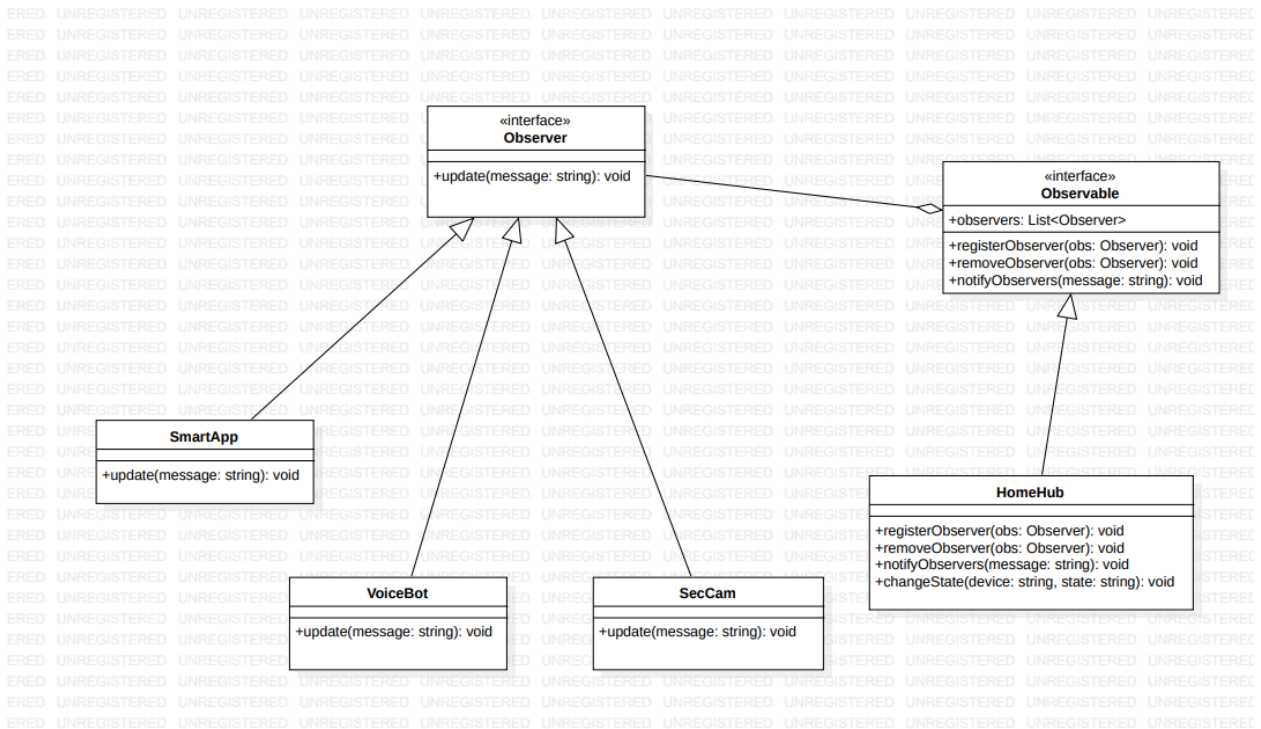 «interface»
Observer
+update(message: string): void
«interface»
Observable
+observers: List<Observer>
+registerObserver(obs: Observer): void
+removeObserver(obs: Observer): void
+notifyObservers(message: string): void
SmartApp
+update(message: string): void
HomeHub
+registerObserver(obs: Observer): void
+removeObserver(obs: Observer): void
+notifyObservers(message: string): void
+changeState(device: string, state: string): void
VoiceBot
+update(message: string): void
SecCam
+update(message: string): void
UNREGISTERED